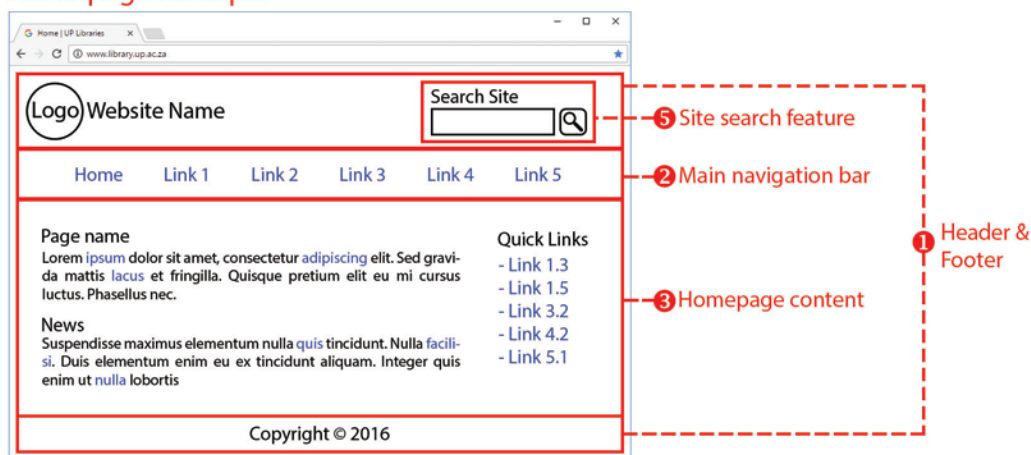 Home | UP Libraries
www.library.up.ac.za
Logo Website Name
Search Site
5 Site search feature
Home Link 1 Link 2 Link 3 Link 4 Link 5
2 Main navigation bar
1 Header &
Footer
Page name
Lorem ipsum dolor sit amet, consectetur adipiscing elit. Sed gravi-
da mattis lacus et fringilla. Quisque pretium elit eu mi cursus
luctus. Phasellus nec.
News
Suspendisse maximus elementum nulla quis tincidunt. Nulla facili-
si. Duis elementum enim eu ex tincidunt aliquam. Integer quis
enim ut nulla lobortis
Quick Links
- Link 1.3
- Link 1.5
- Link 3.2
- Link 4.2
- Link 5.1
3 Homepage content
Copyright © 2016